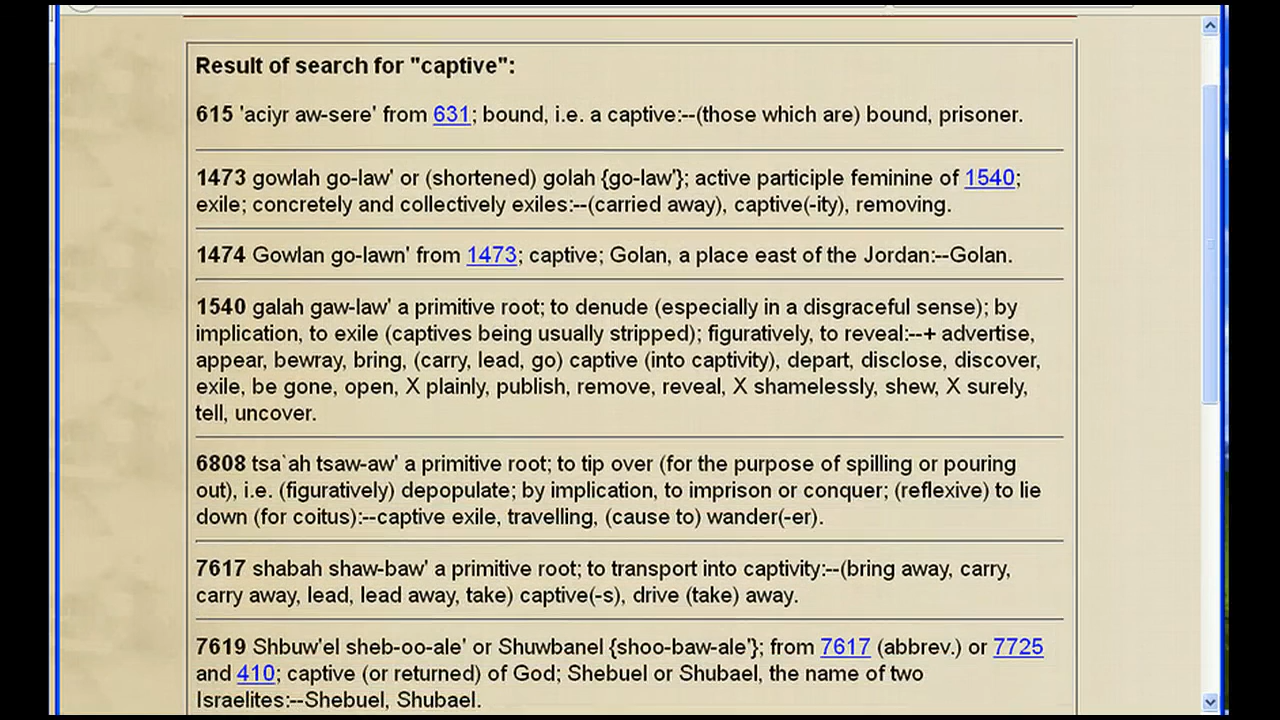 Result of search for "captive":
615 'aciyr aw-sere' from 631; bound, i.e. a captive:--(those which are) bound, prisoner.
1473 gowlah go-law' or (shortened) golah {go-law'}; active participle feminine of 1540;
exile; concretely and collectively exiles:--(carried away), captive(-ity), removing.
1474 Gowlan go-lawn' from 1473; captive; Golan, a place east of the Jordan:--Golan.
1540 galah gaw-law' a primitive root; to denude (especially in a disgraceful sense); by
implication, to exile (captives being usually stripped); figuratively, to reveal:--+ advertise,
appear, bewray, bring, (carry, lead, go) captive (into captivity), depart, disclose, discover,
exile, be gone, open, X plainly, publish, remove, reveal, X shamelessly, shew, X surely,
tell, uncover.
6808 tsa`ah tsaw-aw' a primitive root; to tip over (for the purpose of spilling or pouring
out), i.e. (figuratively) depopulate; by implication, to imprison or conquer; (reflexive) to lie
down (for coitus):--captive exile, travelling, (cause to) wander(-er).
7617 shabah shaw-baw' a primitive root; to transport into captivity:--(bring away, carry,
carry away, lead, lead away, take) captive(-s), drive (take) away.
7619 Shbuw'el sheb-oo-ale' or Shuwbanel {shoo-baw-ale'}; from 7617 (abbrev.) or 7725
and 410; captive (or returned) of God; Shebuel or Shubael, the name of two
Israelites:--Shebuel, Shubael.